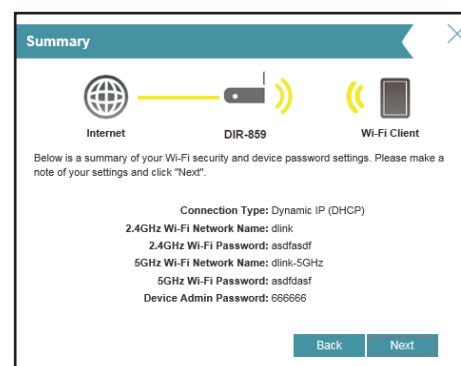 Summary
Internet DIR-859 Wi-Fi Client
Below is a summary of your Wi-Fi security and device password settings. Please make a
note of your settings and click "Next".
Connection Type: Dynamic IP (DHCP)
2.4GHz Wi-Fi Network Name: dlink
2.4GHz Wi-Fi Password: asdfasdf
5GHz Wi-Fi Network Name: dlink-5GHz
5GHz Wi-Fi Password: asdfdasf
Device Admin Password: 666666
Back Next